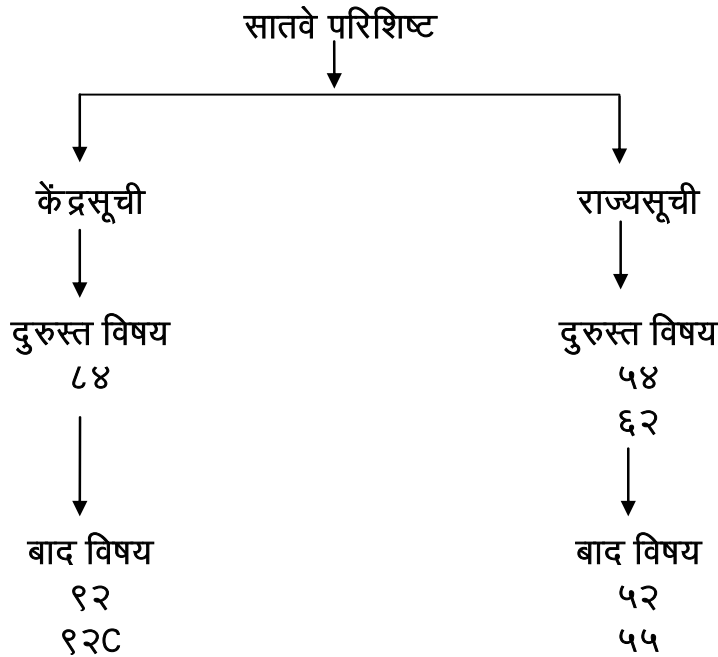 सातवे परिशिष्ट
केंद्रसूची
राज्यसूची
दुरुस्त विषय
८४
दुरुस्त विषय
५४
६२
बाद विषय
९२
९२C
बाद विषय
५२
५५